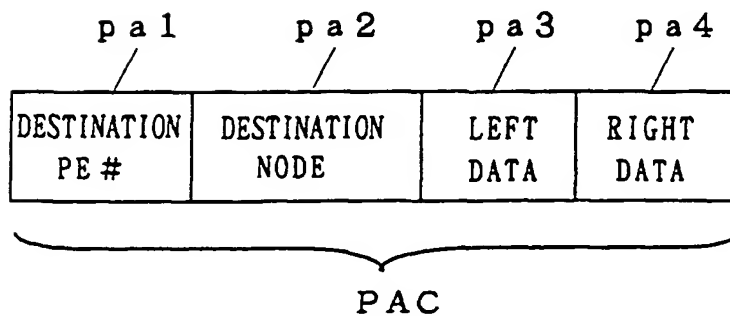 pa1 pa2 pa3 pa4
DESTINATION PE# DESTINATION NODE LEFT DATA RIGHT DATA
PAC